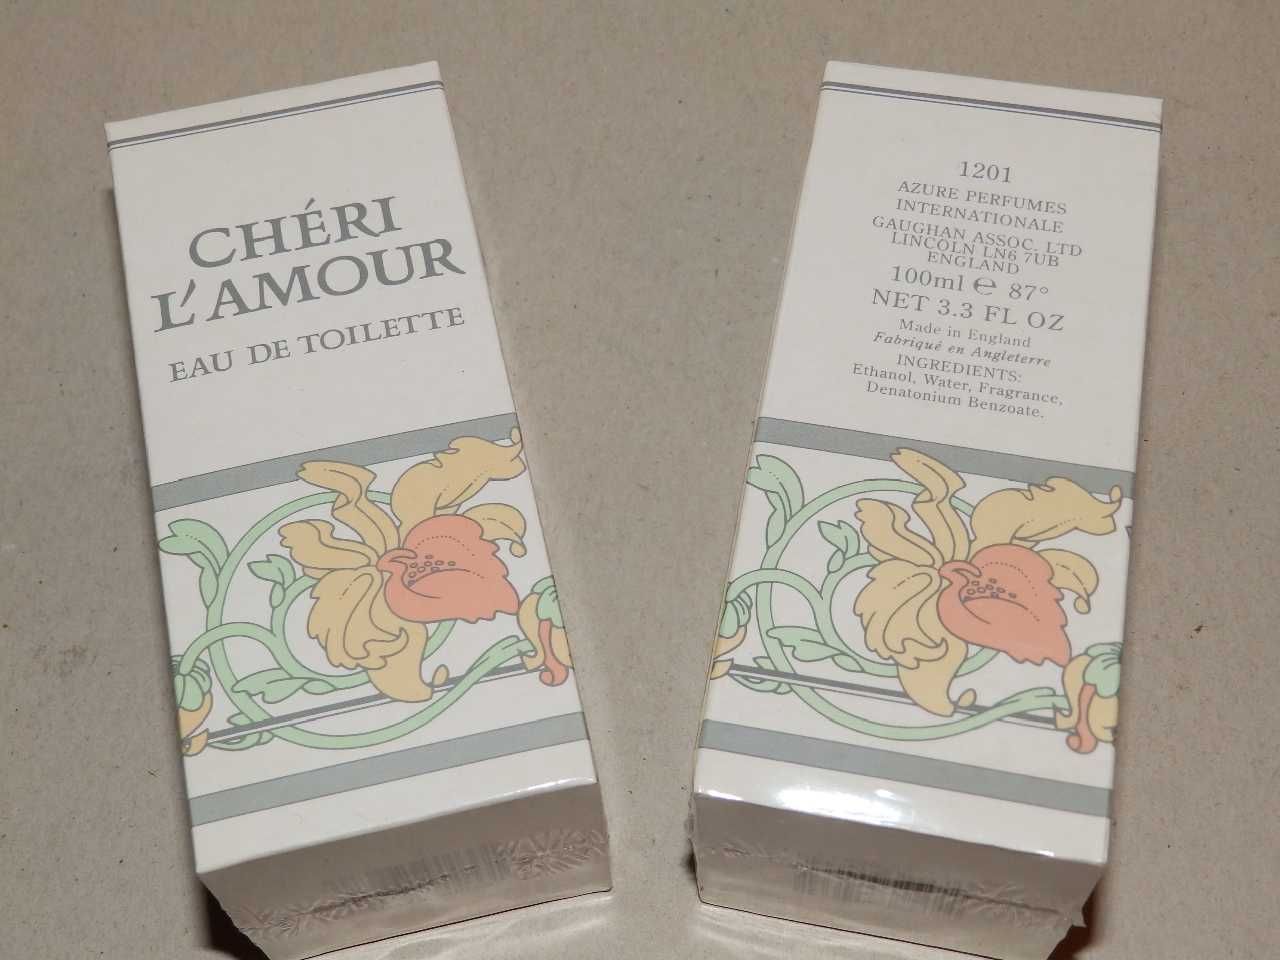 CHÉRI
L'AMOUR
EAU DE TOILETTE
1201
AZURE PERFUMES
INTERNATIONALE
GAUGHAN ASSOC. LTD
LINCOLN LN6 7UB
ENGLAND
100ml ℮ 87°
NET 3.3 FL OZ
Made in England
Fabriqué en Angleterre
INGREDIENTS:
Ethanol, Water, Fragrance,
Denatonium Benzoate.